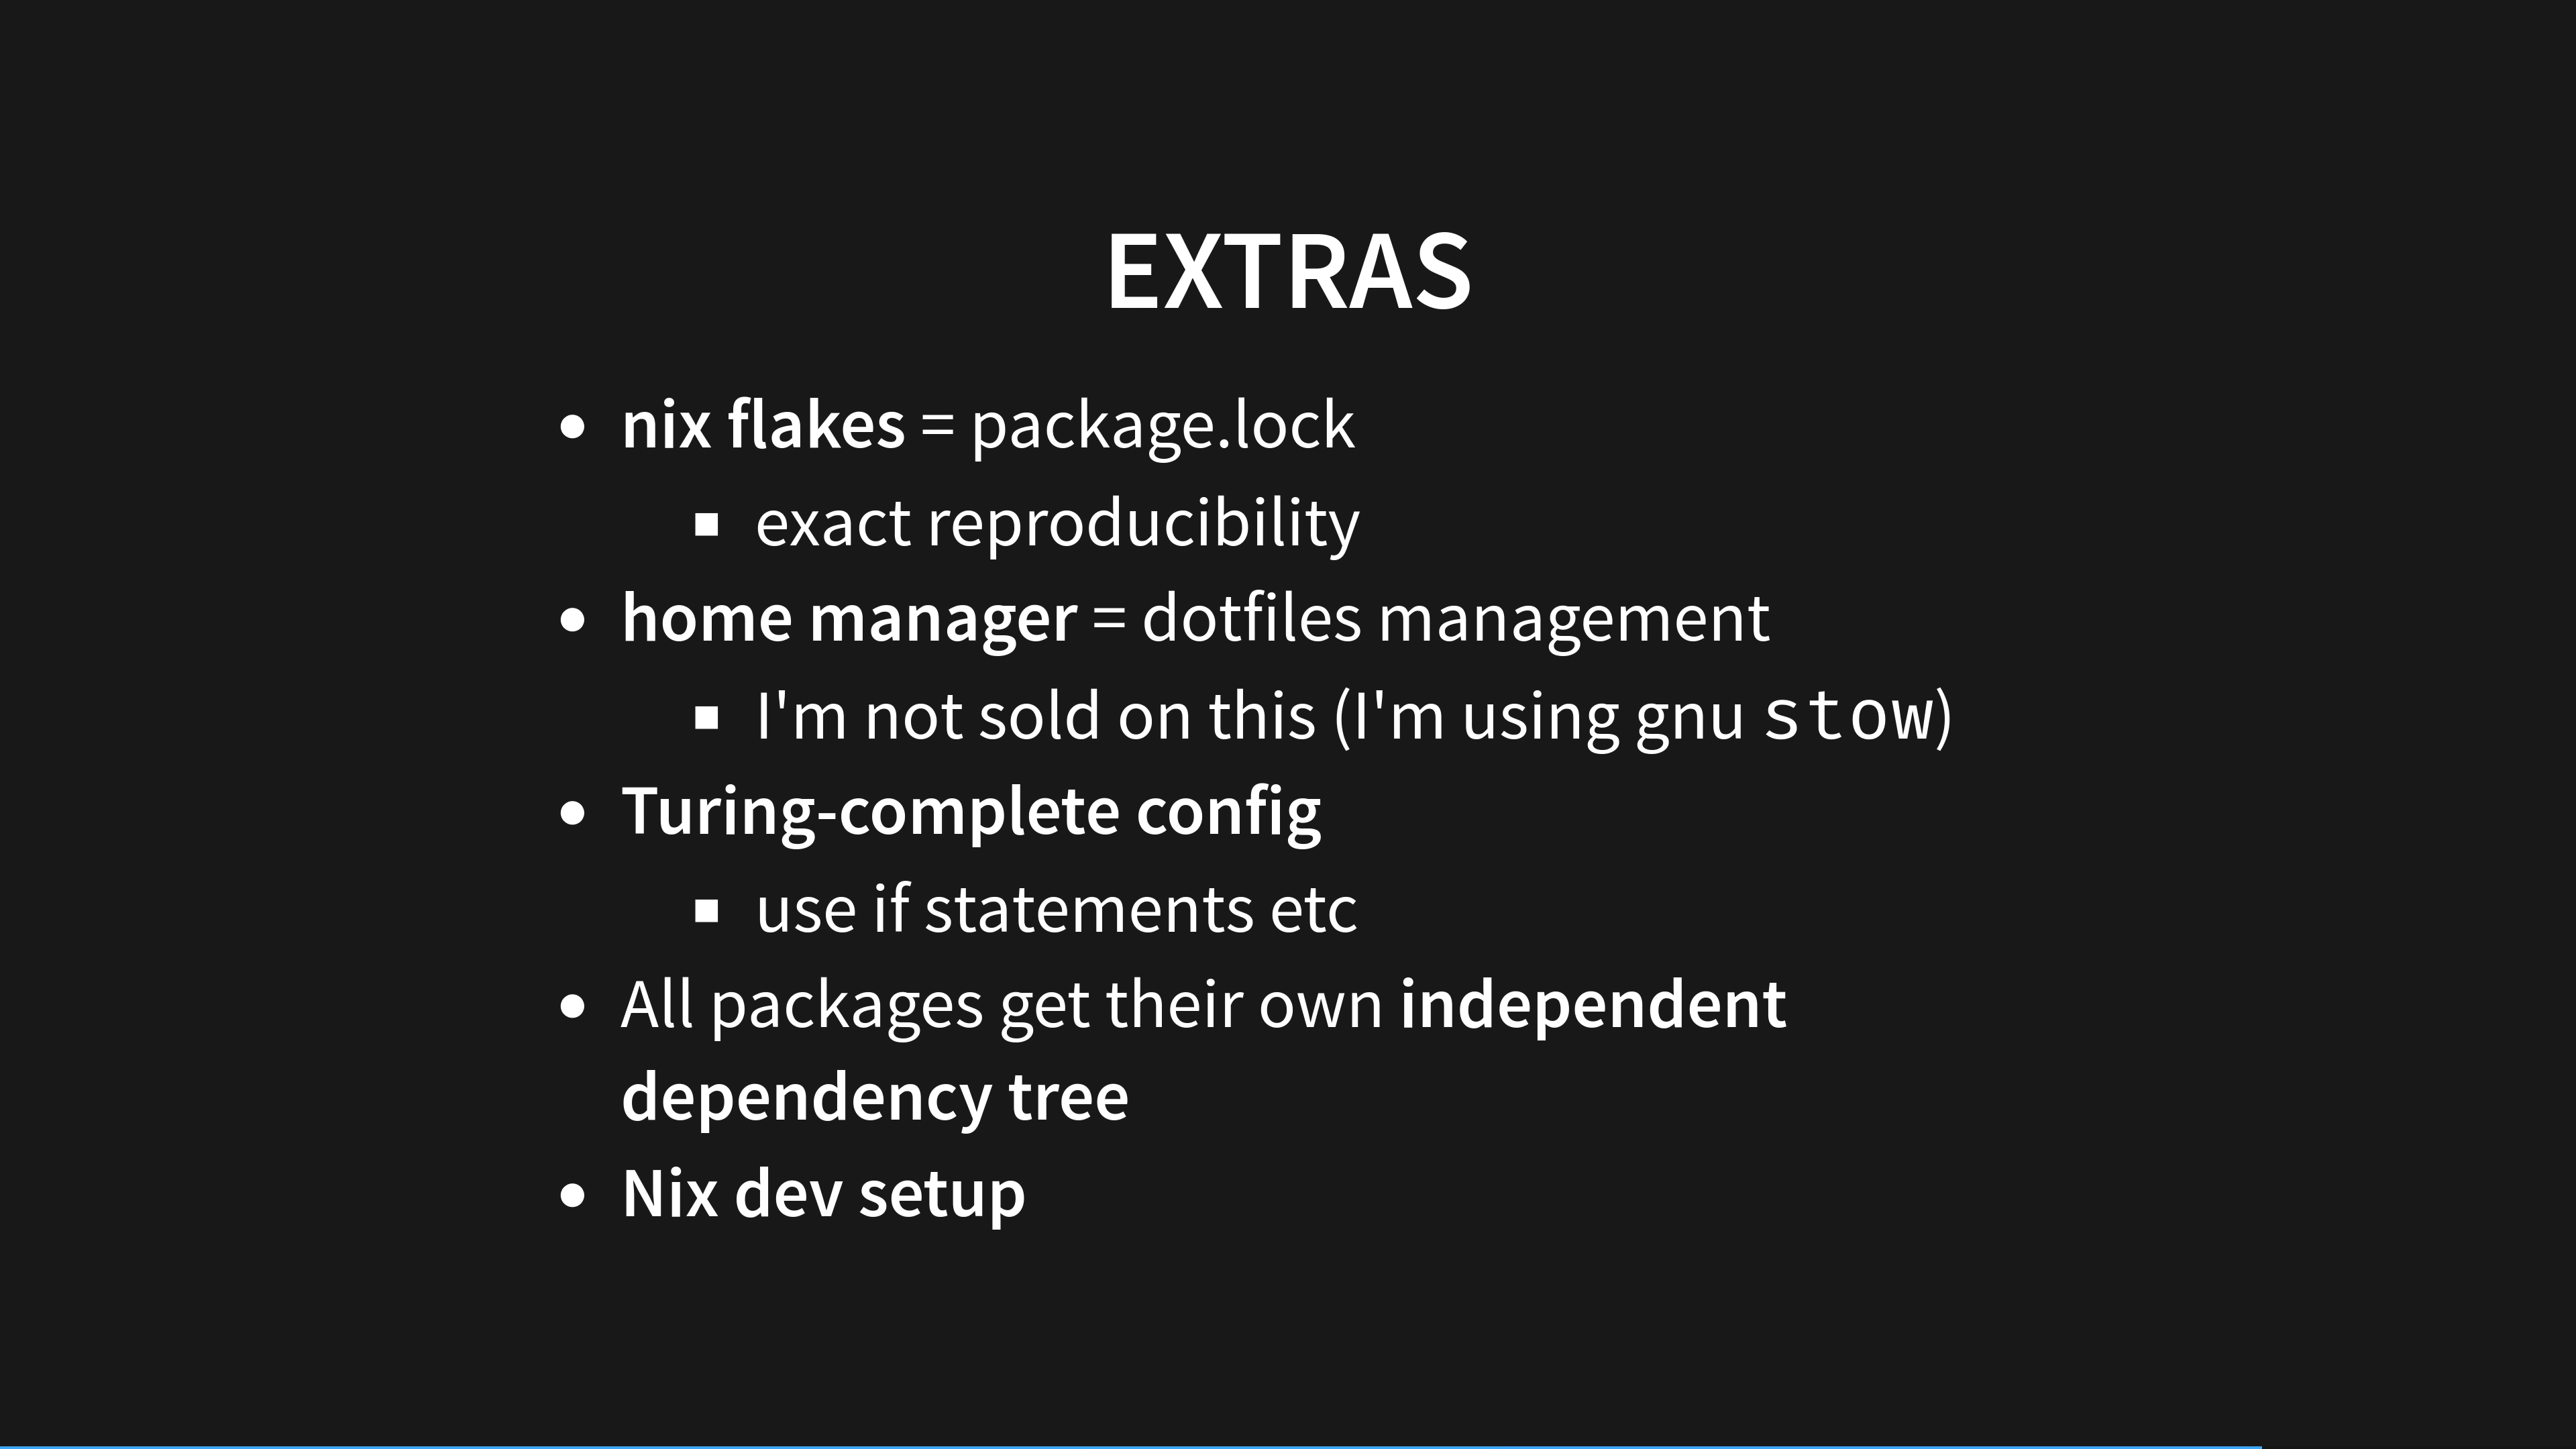 EXTRAS
nix flakes = package.lock
exact reproducibility
home manager = dotfiles management
I'm not sold on this (I'm using gnu stow)
Turing-complete config
use if statements etc
All packages get their own independent
dependency tree
Nix dev setup